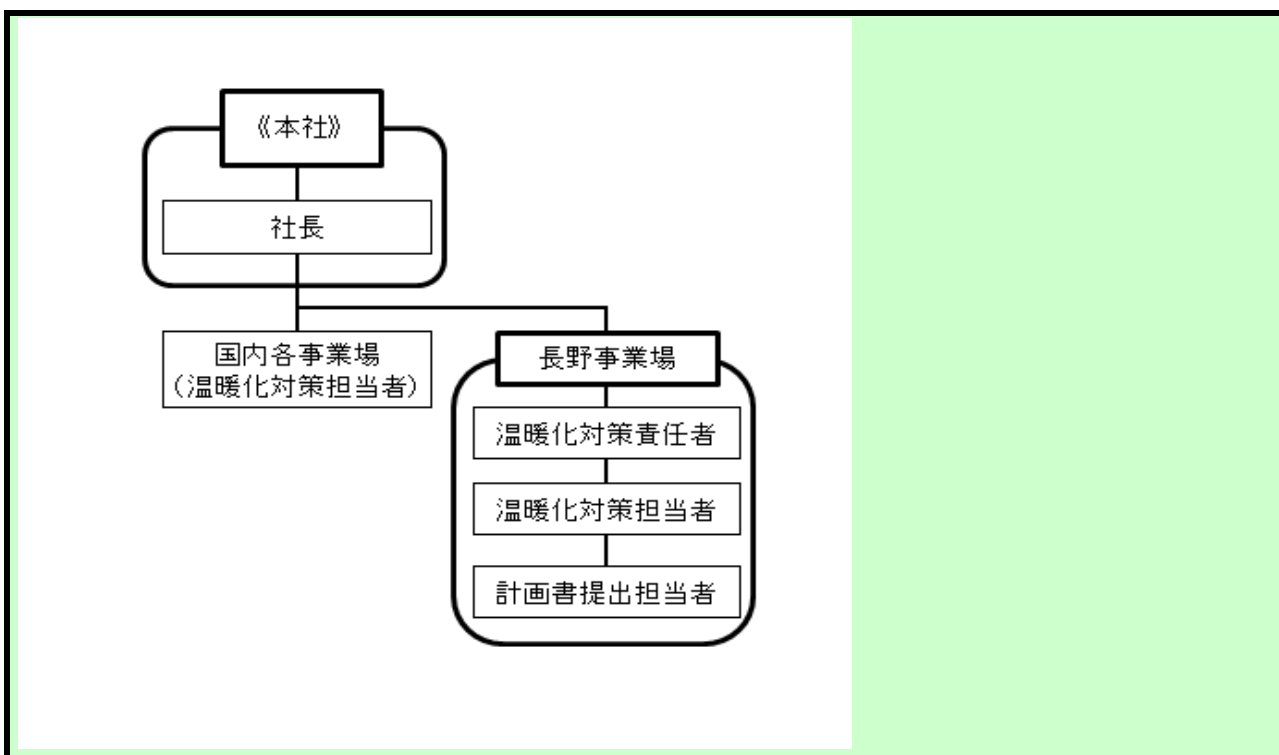 《本社》
社長
国内各事業場
（温暖化対策担当者）
長野事業場
温暖化対策責任者
温暖化対策担当者
計画書提出担当者